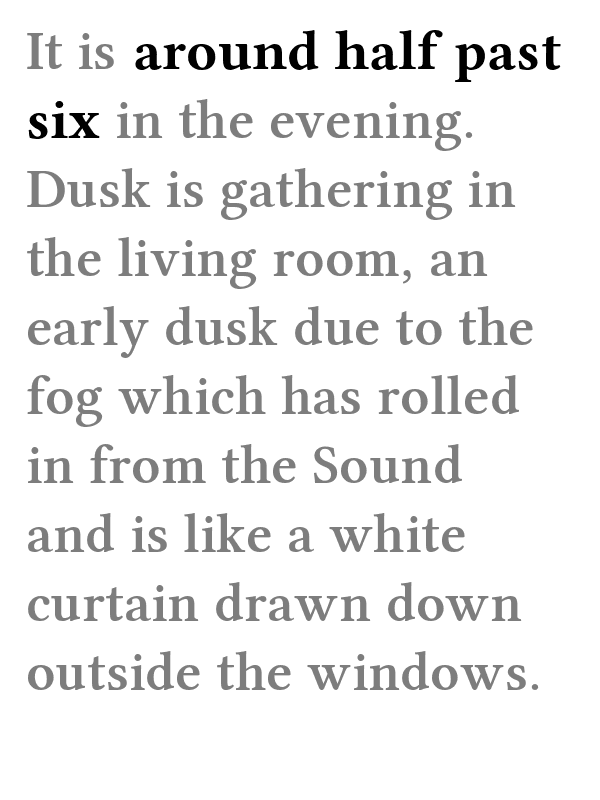 It is around half past
six in the evening.
Dusk is gathering in
the living room, an
early dusk due to the
fog which has rolled
in from the Sound
and is like a white
curtain drawn down
outside the windows.